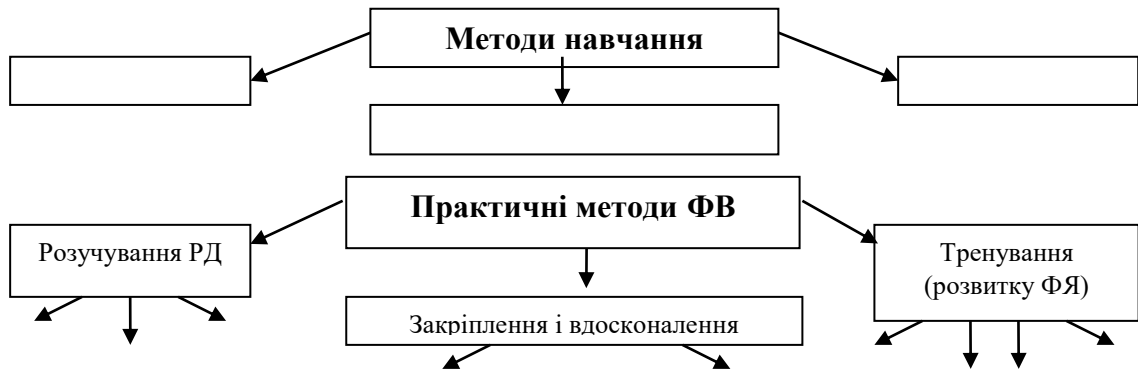 Методи навчання
Практичні методи ФВ
Розучування РД
Тренування
(розвитку ФЯ)
Закріплення і вдосконалення